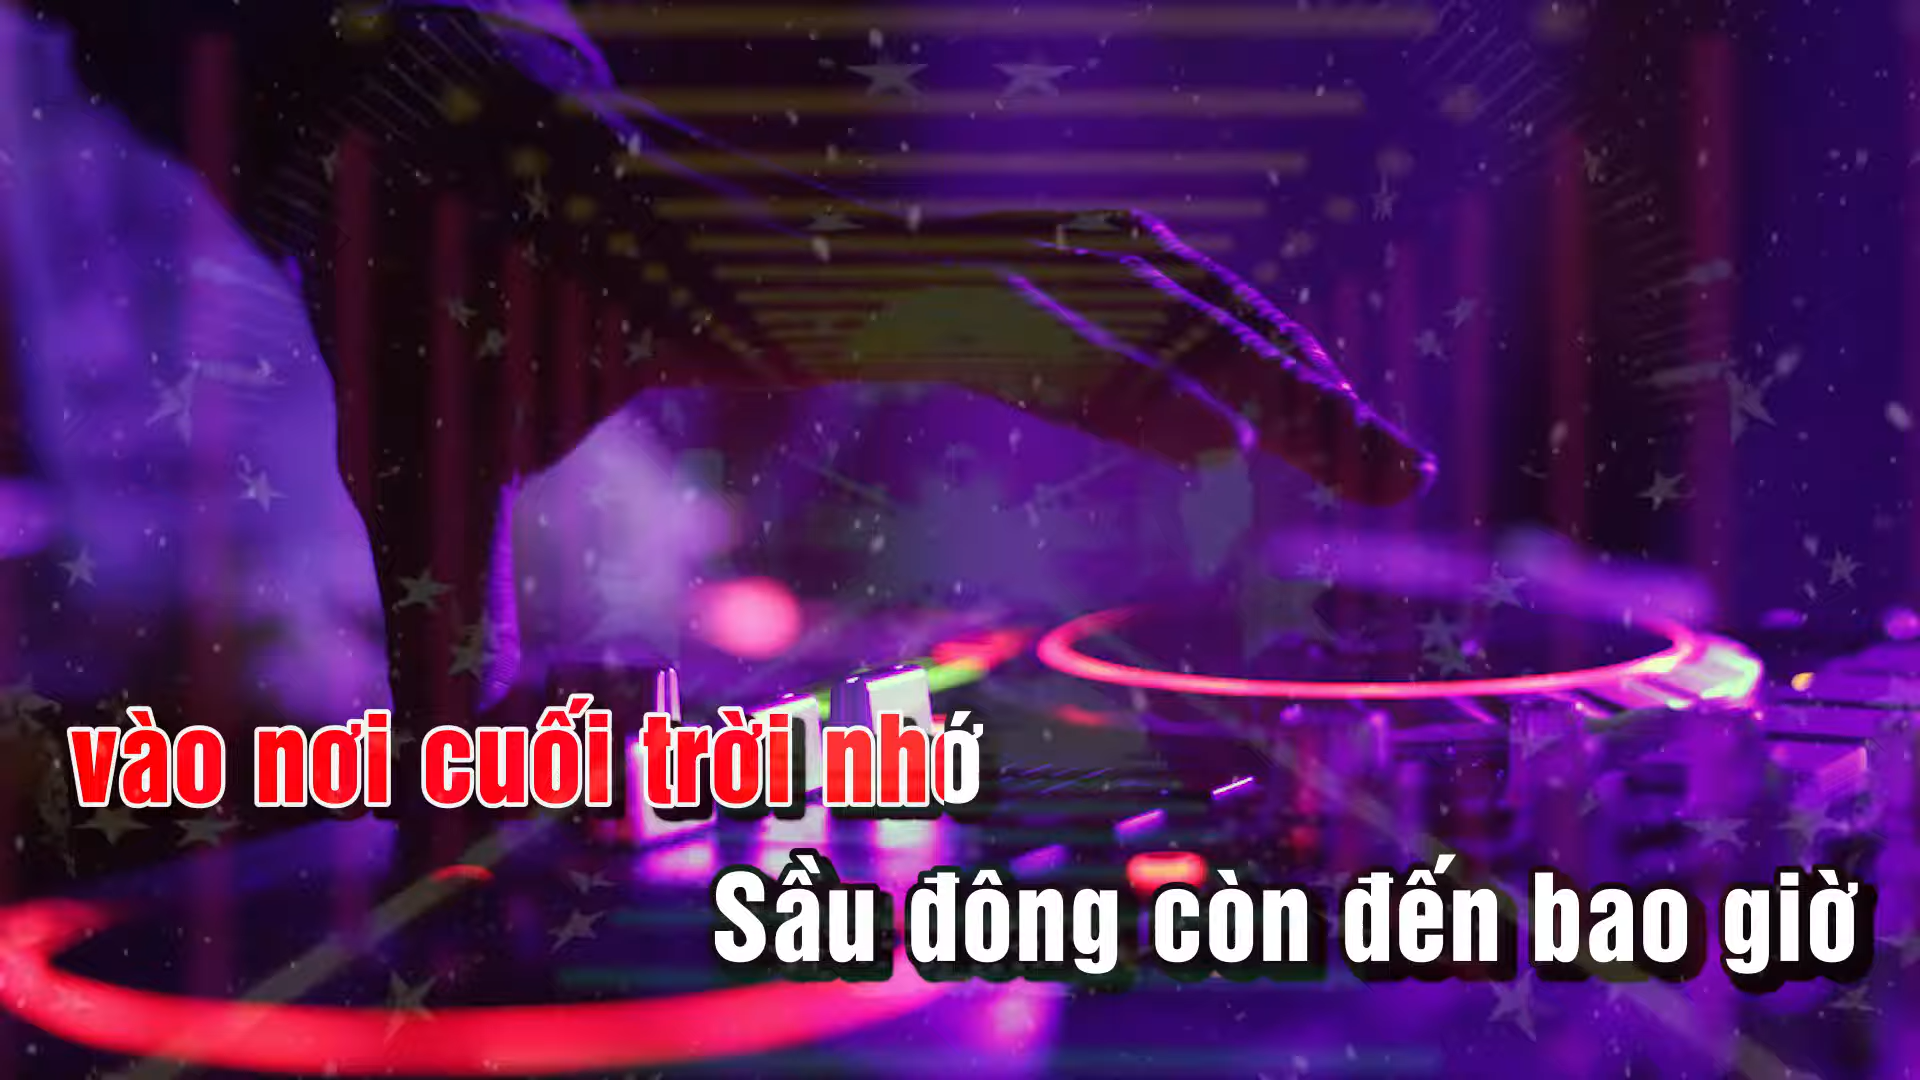 vào nơi cuối trời nhớ
Sầu đông còn đến bao giờ